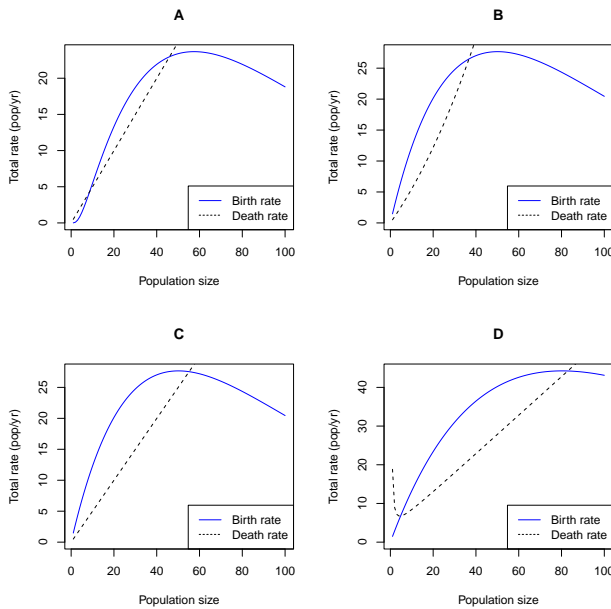 A
Total rate (pop/yr)
0 5 10 15 20
0 20 40 60 80 100
Population size
Birth rate
Death rate
B
Total rate (pop/yr)
0 5 10 15 20 25
0 20 40 60 80 100
Population size
Birth rate
Death rate
C
Total rate (pop/yr)
0 5 10 15 20 25
0 20 40 60 80 100
Population size
Birth rate
Death rate
D
Total rate (pop/yr)
0 10 20 30 40
0 20 40 60 80 100
Population size
Birth rate
Death rate